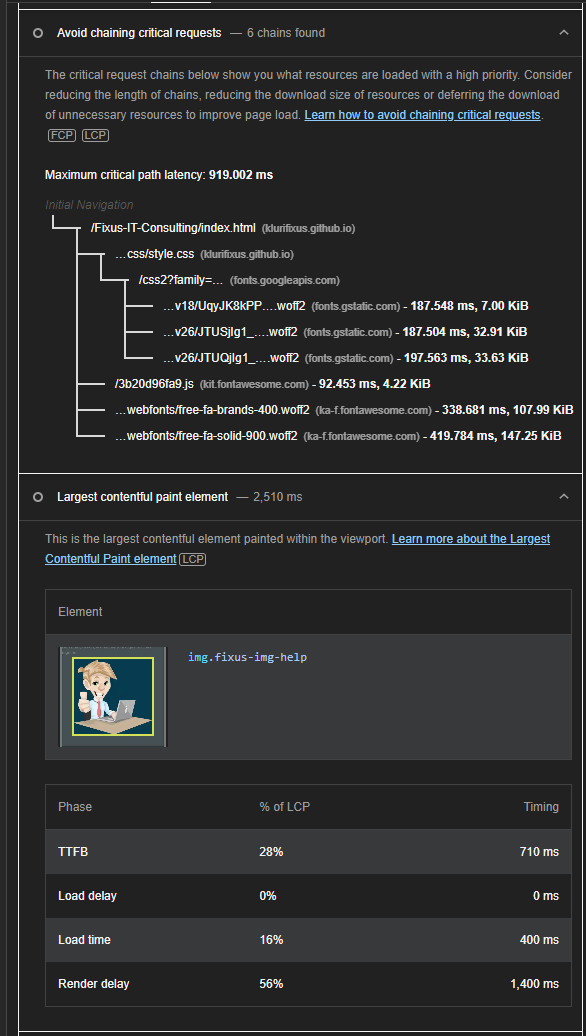 Avoid chaining critical requests — 6 chains found
The critical request chains below show you what resources are loaded with a high priority. Consider
reducing the length of chains, reducing the download size of resources or deferring the download
of unnecessary resources to improve page load. Learn how to avoid chaining critical requests.
FCP LCP
Maximum critical path latency: 919.002 ms
Initial Navigation
/Fixus-IT-Consulting/index.html (klurifixus.github.io)
…css/style.css (klurifixus.github.io)
/css2?family=… (fonts.googleapis.com)
…v18/UqyJK8kPP….woff2 (fonts.gstatic.com) - 187.548 ms, 7.00 KiB
…v26/JTUSjIg1_….woff2 (fonts.gstatic.com) - 187.504 ms, 32.91 KiB
…v26/JTUQjIg1_….woff2 (fonts.gstatic.com) - 197.563 ms, 33.63 KiB
/3b20d96fa9.js (kit.fontawesome.com) - 92.453 ms, 4.22 KiB
…webfonts/free-fa-brands-400.woff2 (ka-f.fontawesome.com) - 338.681 ms, 107.99 KiB
…webfonts/free-fa-solid-900.woff2 (ka-f.fontawesome.com) - 419.784 ms, 147.25 KiB
Largest contentful paint element — 2,510 ms
This is the largest contentful element painted within the viewport. Learn more about the Largest
Contentful Paint element LCP
Element
img.fixus-img-help
Phase % of LCP Timing
TTFB 28% 710 ms
Load delay 0% 0 ms
Load time 16% 400 ms
Render delay 56% 1,400 ms